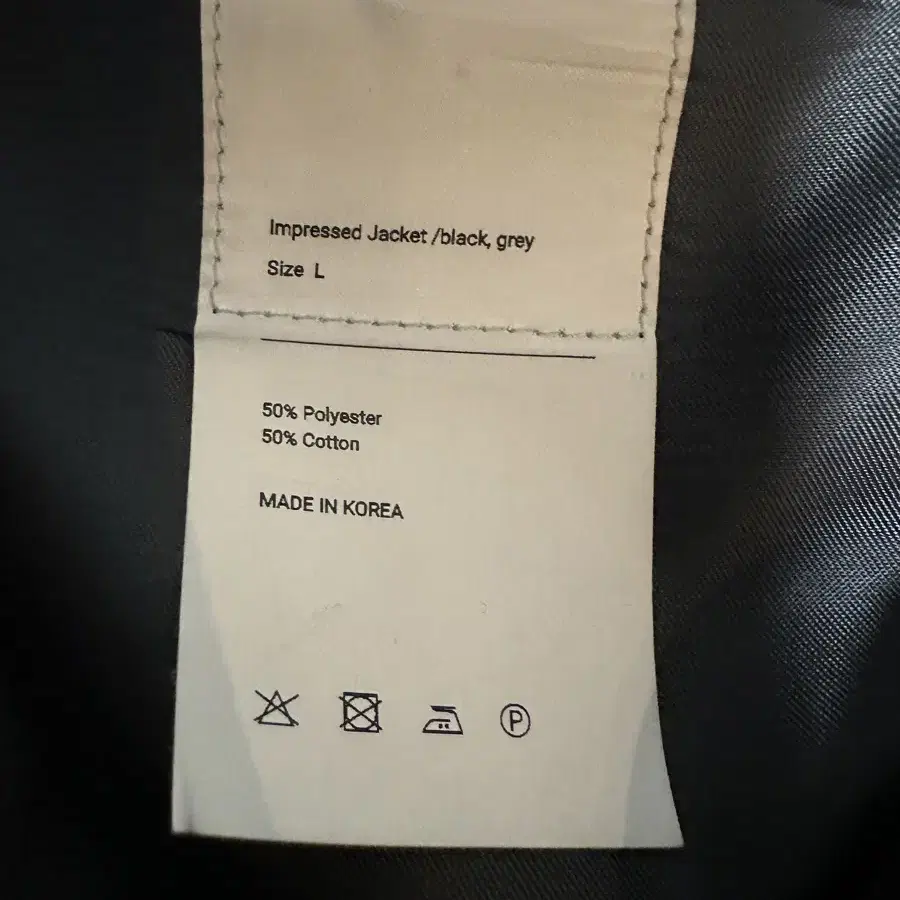 Impressed Jacket /black, grey
Size L
50% Polyester
50% Cotton
MADE IN KOREA
P